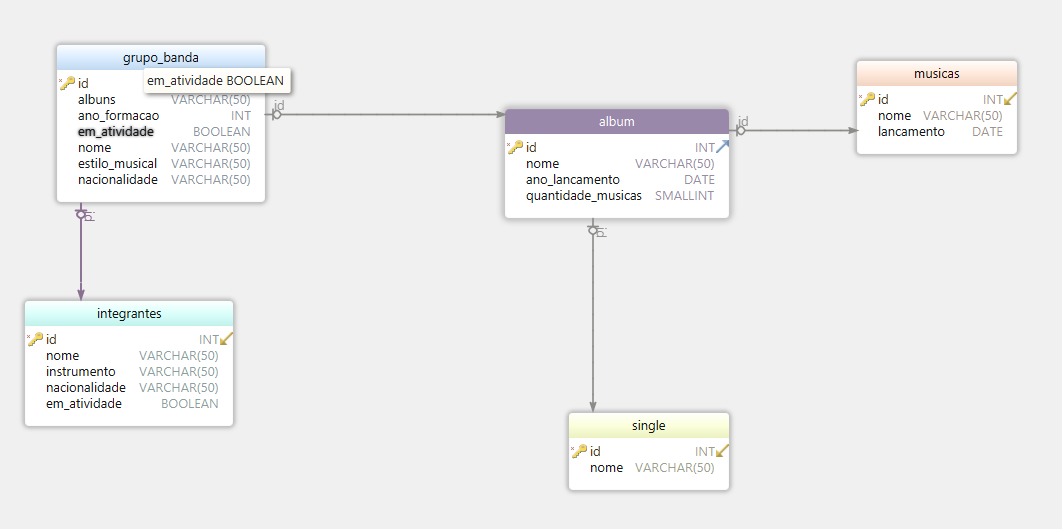 grupo_banda
em_atividade BOOLEAN
id
albuns VARCHAR(50)
ano_formacao INT
em_atividade BOOLEAN
nome VARCHAR(50)
estilo_musical VARCHAR(50)
nacionalidade VARCHAR(50)
id
id
album
id INT
nome VARCHAR(50)
ano_lancamento DATE
quantidade_musicas SMALLINT
id
musicas
id INT
nome VARCHAR(50)
lancamento DATE
id
integrantes
id INT
nome VARCHAR(50)
instrumento VARCHAR(50)
nacionalidade VARCHAR(50)
em_atividade BOOLEAN
single
id INT
nome VARCHAR(50)